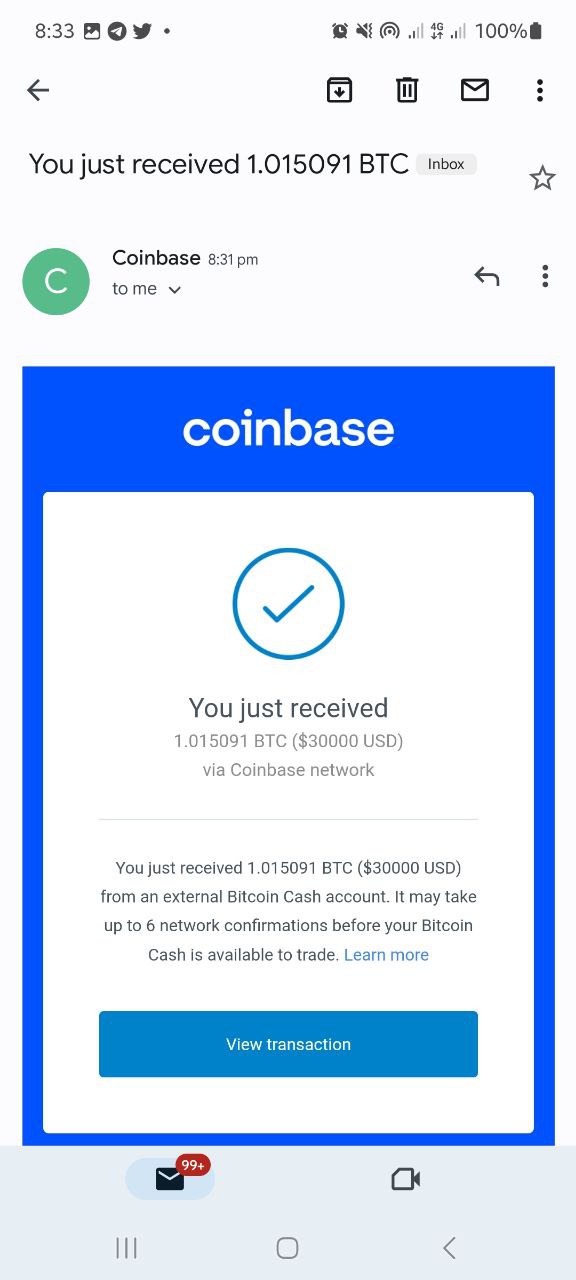 8:33 4G 100%
You just received 1.015091 BTC Inbox
C
Coinbase 8:31 pm
to me
coinbase
You just received
1.015091 BTC ($30000 USD)
via Coinbase network
You just received 1.015091 BTC ($30000 USD)
from an external Bitcoin Cash account. It may take
up to 6 network confirmations before your Bitcoin
Cash is available to trade. Learn more
View transaction
99+